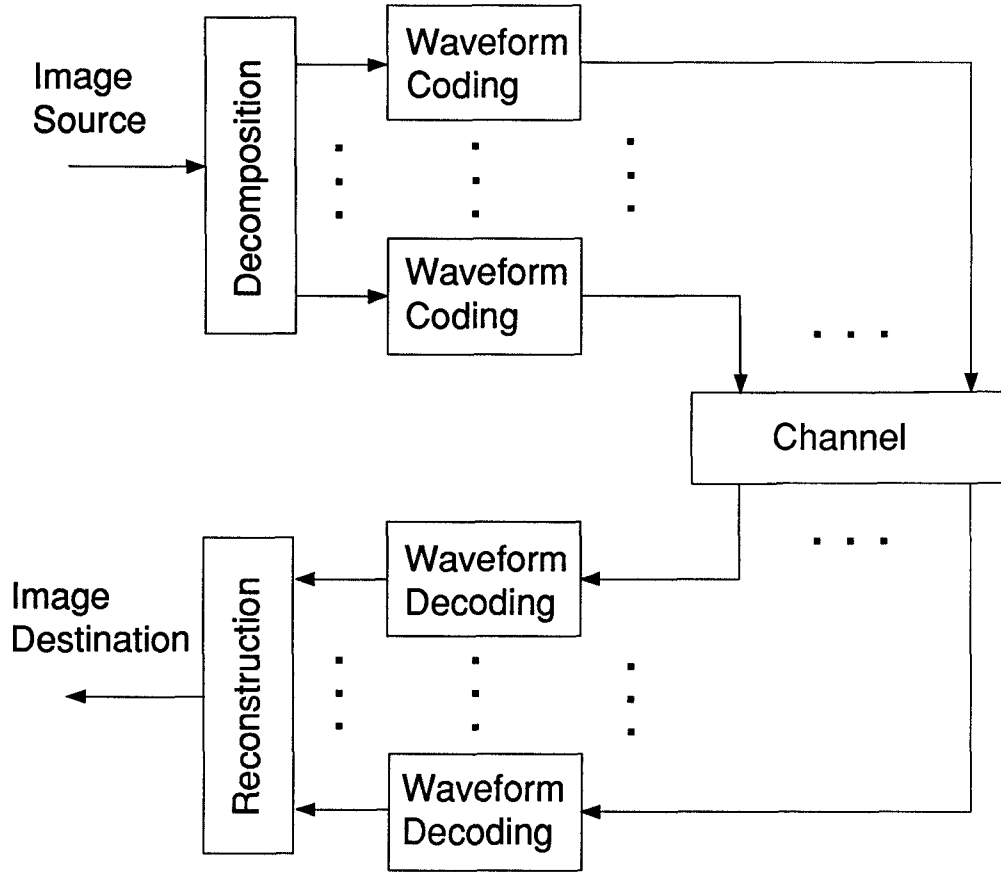 Image
Source
Decomposition
Waveform
Coding
Waveform
Coding
Channel
Waveform
Decoding
Image
Destination
Reconstruction
Waveform
Decoding